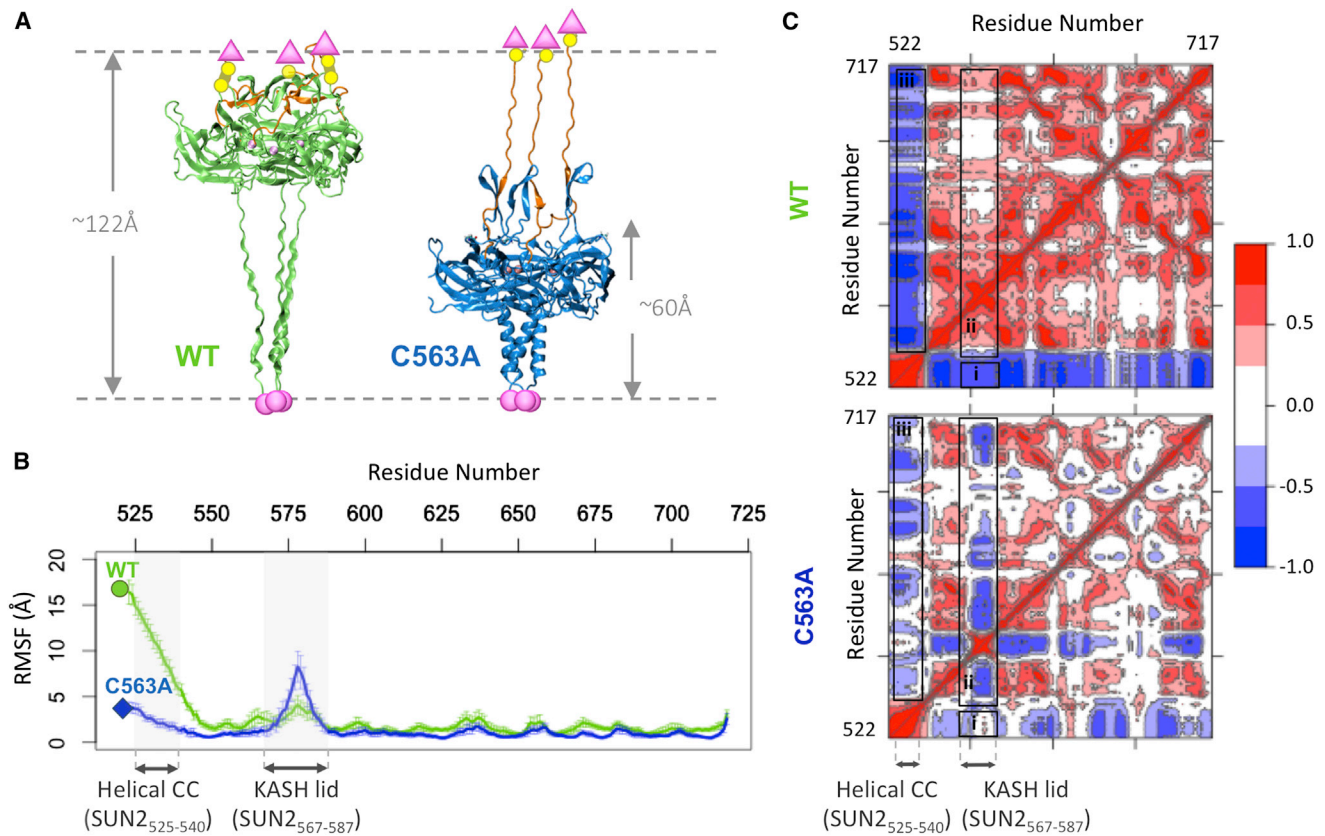 A
~122Å
WT
C563A
~60Å
B
Residue Number
525 550 575 600 625 650 675 700 725
RMSF (Å)
20
15
10
5
0
WT
C563A
Helical CC
(SUN2525-540)
KASH lid
(SUN2567-587)
C
Residue Number
522 717
717
iii
WT
Residue Number
ii
i
522
717
iii
C563A
Residue Number
ii
i
522
1.0
0.5
0.0
-0.5
-1.0
Helical CC
(SUN2525-540)
KASH lid
(SUN2567-587)